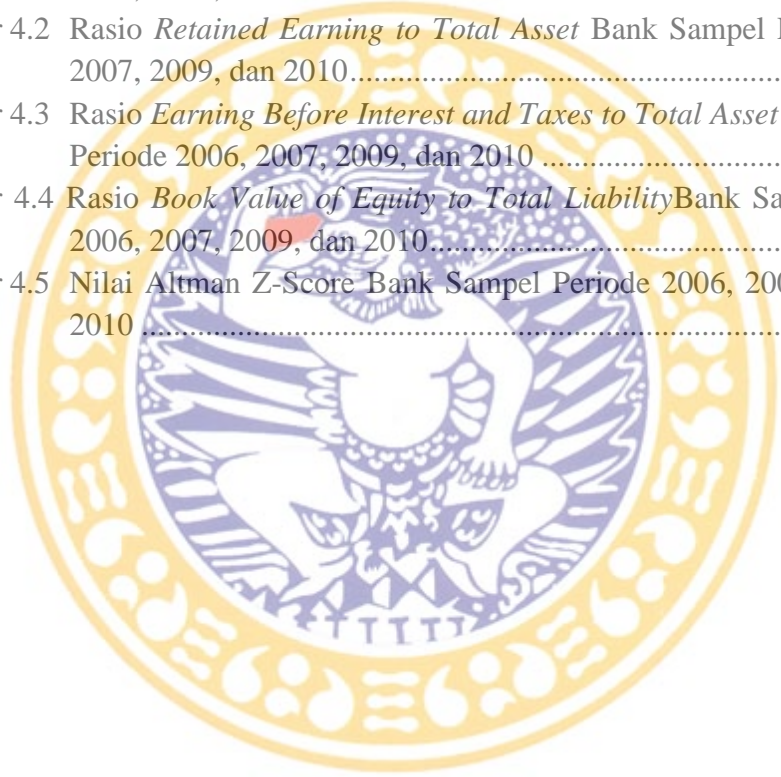 4.2 Rasio Retained Earning to Total Asset Bank Sampel
2007, 2009, dan 2010........................................................
4.3 Rasio Earning Before Interest and Taxes to Total Asset
Periode 2006, 2007, 2009, dan 2010 ...............................
4.4 Rasio Book Value of Equity to Total LiabilityBank
2006, 2007, 2009, dan 2010.............................................
4.5 Nilai Altman Z-Score Bank Sampel Periode 2006,
2010 ................................................................................